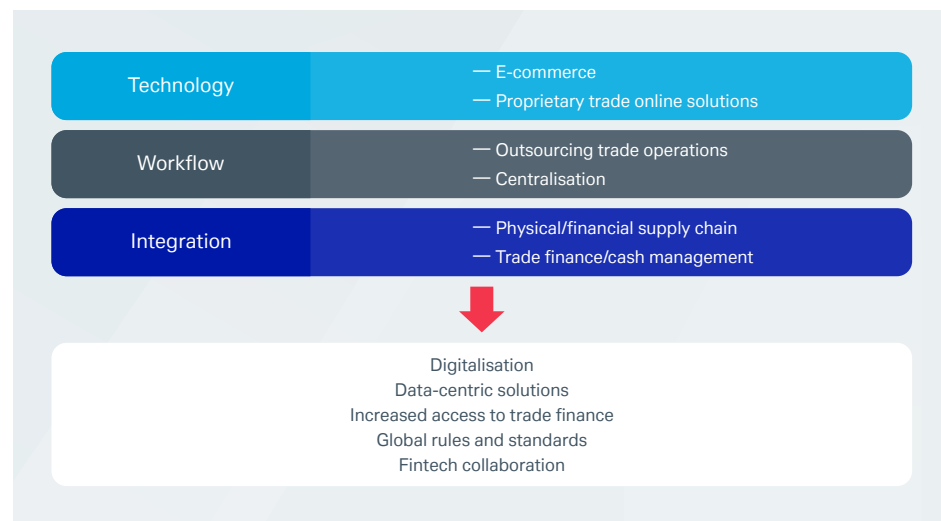 Technology
— E-commerce
— Proprietary trade online solutions
Workflow
— Outsourcing trade operations
— Centralisation
Integration
— Physical/financial supply chain
— Trade finance/cash management
Digitalisation
Data-centric solutions
Increased access to trade finance
Global rules and standards
Fintech collaboration